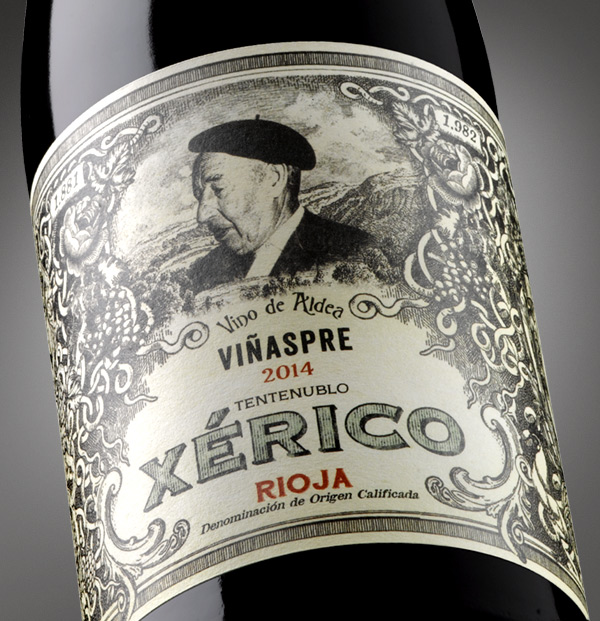 1.982
Vino de Aldea
VIÑASPRE
2014
TENTENUBLO
XÉRICO
RIOJA
Denominación de Origen Calificada